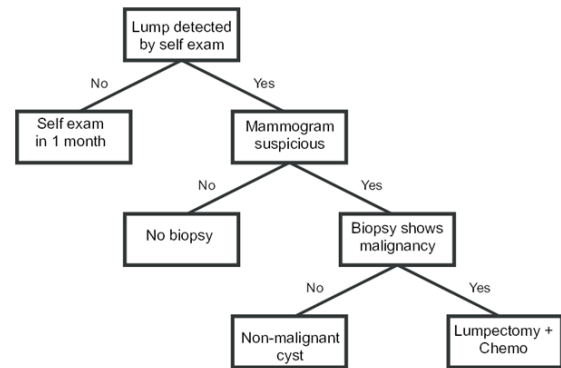 Lump detected
by self exam
No
Yes
Self exam
in 1 month
Mammogram
suspicious
No
Yes
No biopsy
Biopsy shows
malignancy
No
Yes
Non-malignant
cyst
Lumpectomy +
Chemo